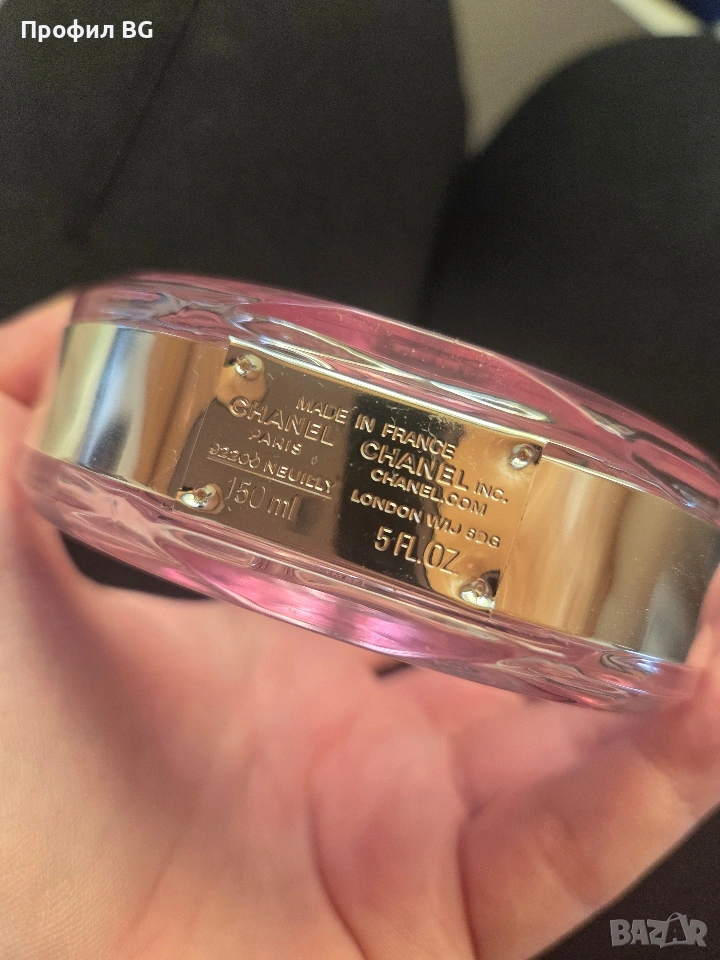 Профил BG
MADE IN FRANCE
CHANEL
PARIS
92200 NEUILLY
150 ml
CHANEL INC.
CHANEL.COM
LONDON W1J 6DG
5 FL.OZ
BAZAR